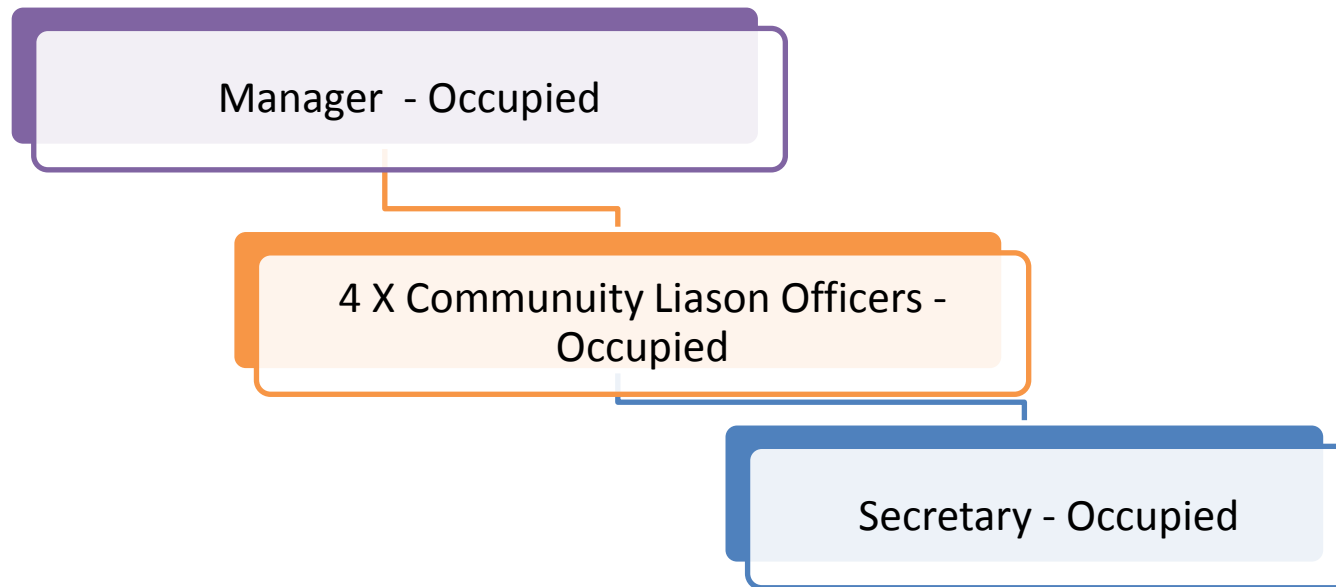 Manager - Occupied
4 X Communuity Liason Officers -
Occupied
Secretary - Occupied